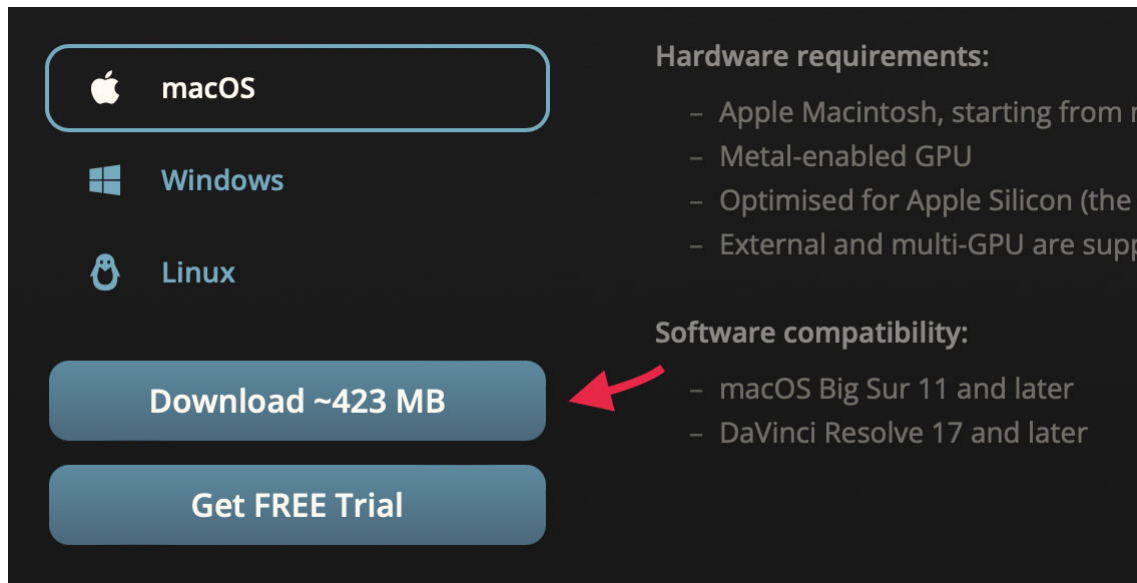 macOS
Windows
Linux
Download ~423 MB
Get FREE Trial
Hardware requirements:
– Apple Macintosh, starting from
– Metal-enabled GPU
– Optimised for Apple Silicon (the
– External and multi-GPU are
Software compatibility:
– macOS Big Sur 11 and later
– DaVinci Resolve 17 and later